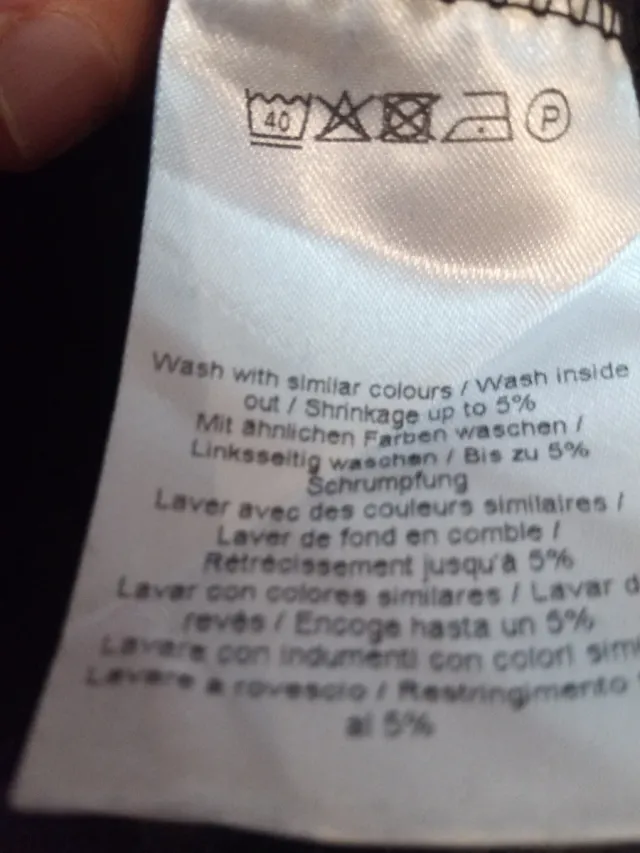 40 P
Wash with similar colours / Wash inside
out / Shrinkage up to 5%
Mit ähnlichen Farben waschen /
Linksseitig waschen / Bis zu 5%
Schrumpfung
Laver avec des couleurs similaires /
Laver de fond en comble /
Rétrécissement jusqu'à 5%
Lavar con colores similares / Lavar d
revés / Encoge hasta un 5%
Lavare con indumenti con colori simi
Lavare a rovescio / Restringimento
al 5%